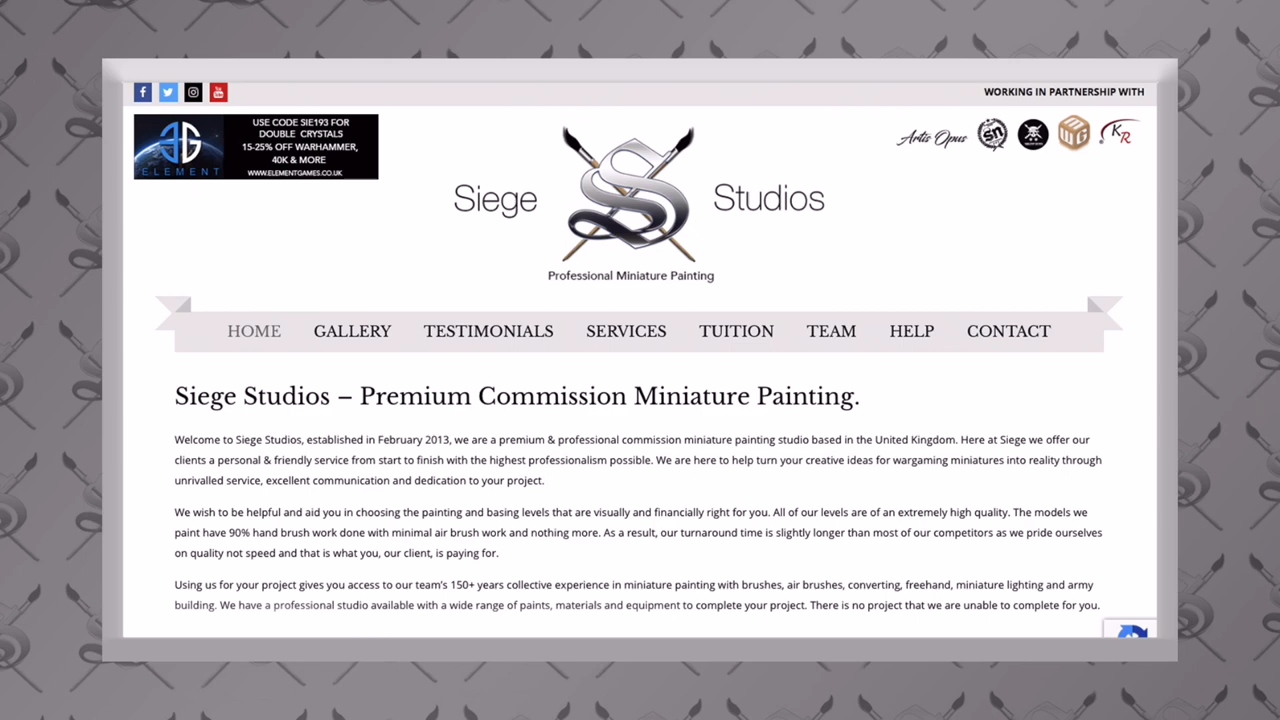 WORKING IN PARTNERSHIP WITH
USE CODE SIE193 FOR
DOUBLE CRYSTALS
15-25% OFF WARHAMMER,
40K & MORE
WWW.ELEMENTGAMES.CO.UK
ELEMENT
Artis Opus
KR
Siege
S
Studios
Professional Miniature Painting
HOME GALLERY TESTIMONIALS SERVICES TUITION TEAM HELP CONTACT
Siege Studios – Premium Commission Miniature Painting.
Welcome to Siege Studios, established in February 2013, we are a premium & professional commission miniature painting studio based in the United Kingdom. Here at Siege we offer our
clients a personal & friendly service from start to finish with the highest professionalism possible. We are here to help turn your creative ideas for wargaming miniatures into reality through
unrivalled service, excellent communication and dedication to your project.
We wish to be helpful and aid you in choosing the painting and basing levels that are visually and financially right for you. All of our levels are of an extremely high quality. The models we
paint have 90% hand brush work done with minimal air brush work and nothing more. As a result, our turnaround time is slightly longer than most of our competitors as we pride ourselves
on quality not speed and that is what you, our client, is paying for.
Using us for your project gives you access to our team's 150+ years collective experience in miniature painting with brushes, air brushes, converting, freehand, miniature lighting and army
building. We have a professional studio available with a wide range of paints, materials and equipment to complete your project. There is no project that we are unable to complete for you.